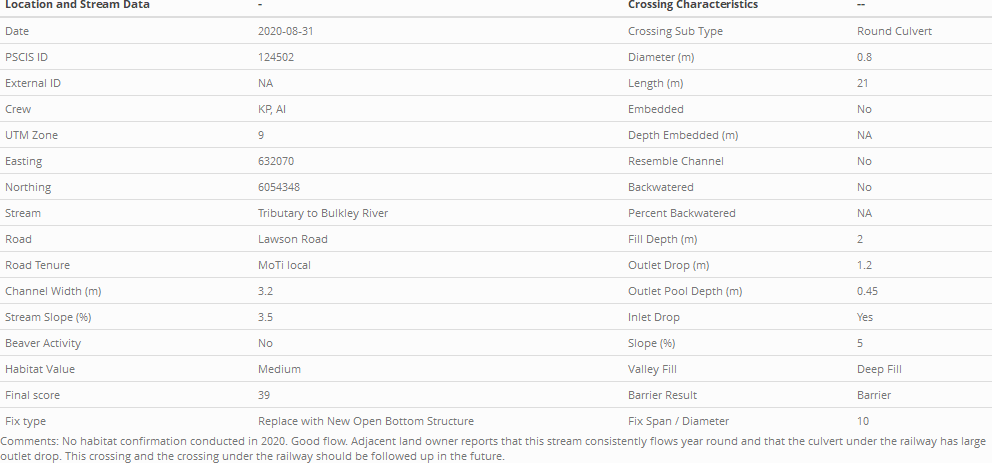 Location and Stream Data - Crossing Characteristics --
Date 2020-08-31 Crossing Sub Type Round Culvert
PSCIS ID 124502 Diameter (m) 0.8
External ID NA Length (m) 21
Crew KP, AI Embedded No
UTM Zone 9 Depth Embedded (m) NA
Easting 632070 Resemble Channel No
Northing 6054348 Backwatered No
Stream Tributary to Bulkley River Percent Backwatered NA
Road Lawson Road Fill Depth (m) 2
Road Tenure MoTi local Outlet Drop (m) 1.2
Channel Width (m) 3.2 Outlet Pool Depth (m) 0.45
Stream Slope (%) 3.5 Inlet Drop Yes
Beaver Activity No Slope (%) 5
Habitat Value Medium Valley Fill Deep Fill
Final score 39 Barrier Result Barrier
Fix type Replace with New Open Bottom Structure Fix Span / Diameter 10
Comments: No habitat confirmation conducted in 2020. Good flow. Adjacent land owner reports that this stream consistently flows year round and that the culvert under the railway has large
outlet drop. This crossing and the crossing under the railway should be followed up in the future.